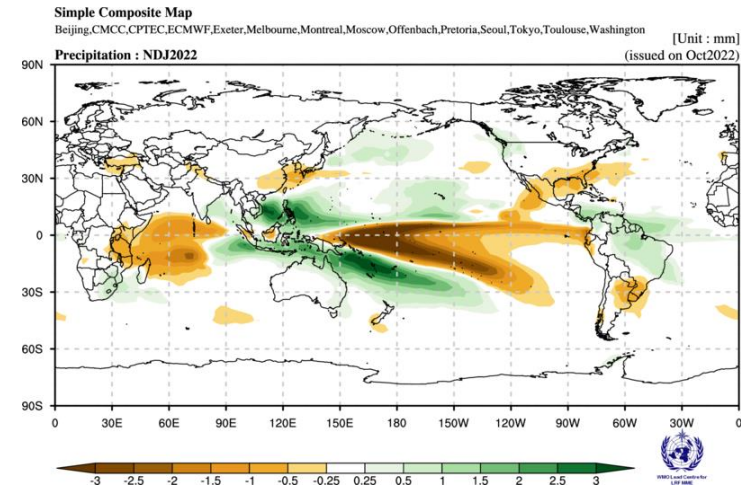 Simple Composite Map
Beijing,CMCC,CPTEC,ECMWF,Exeter,Melbourne,Montreal,Moscow,Offenbach,Pretoria,Seoul,Tokyo,Toulouse,Washington
[Unit : mm]
Precipitation : NDJ2022 (issued on Oct2022)
90N
60N
30N
0
30S
60S
90S
0 30E 60E 90E 120E 150E 180 150W 120W 90W 60W 30W
-3 -2.5 -2 -1.5 -1 -0.5 -0.25 0.25 0.5 1 1.5 2 2.5 3
WMO Lead Centre for
LRF MME